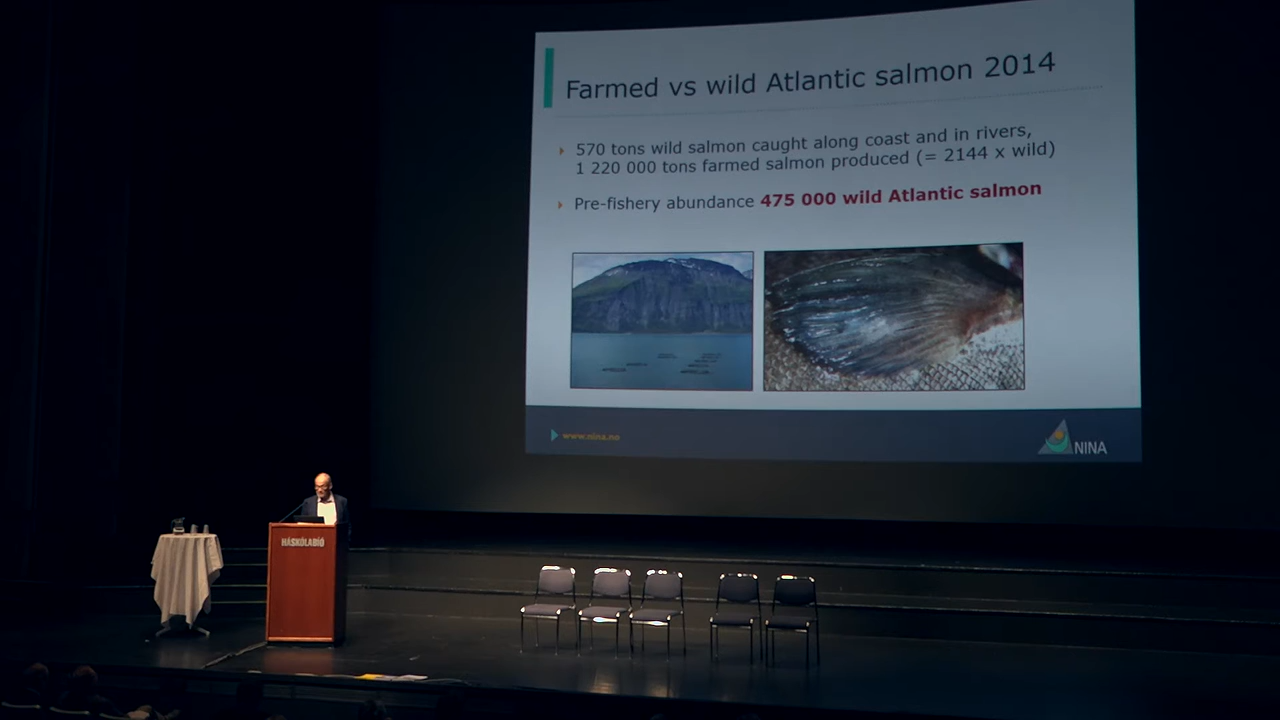 Farmed vs wild Atlantic salmon 2014
570 tons wild salmon caught along coast and in rivers,
1 220 000 tons farmed salmon produced (= 2144 x wild)
Pre-fishery abundance 475 000 wild Atlantic salmon
www.nina.no
NINA
HÁSKÓLABÍÓ